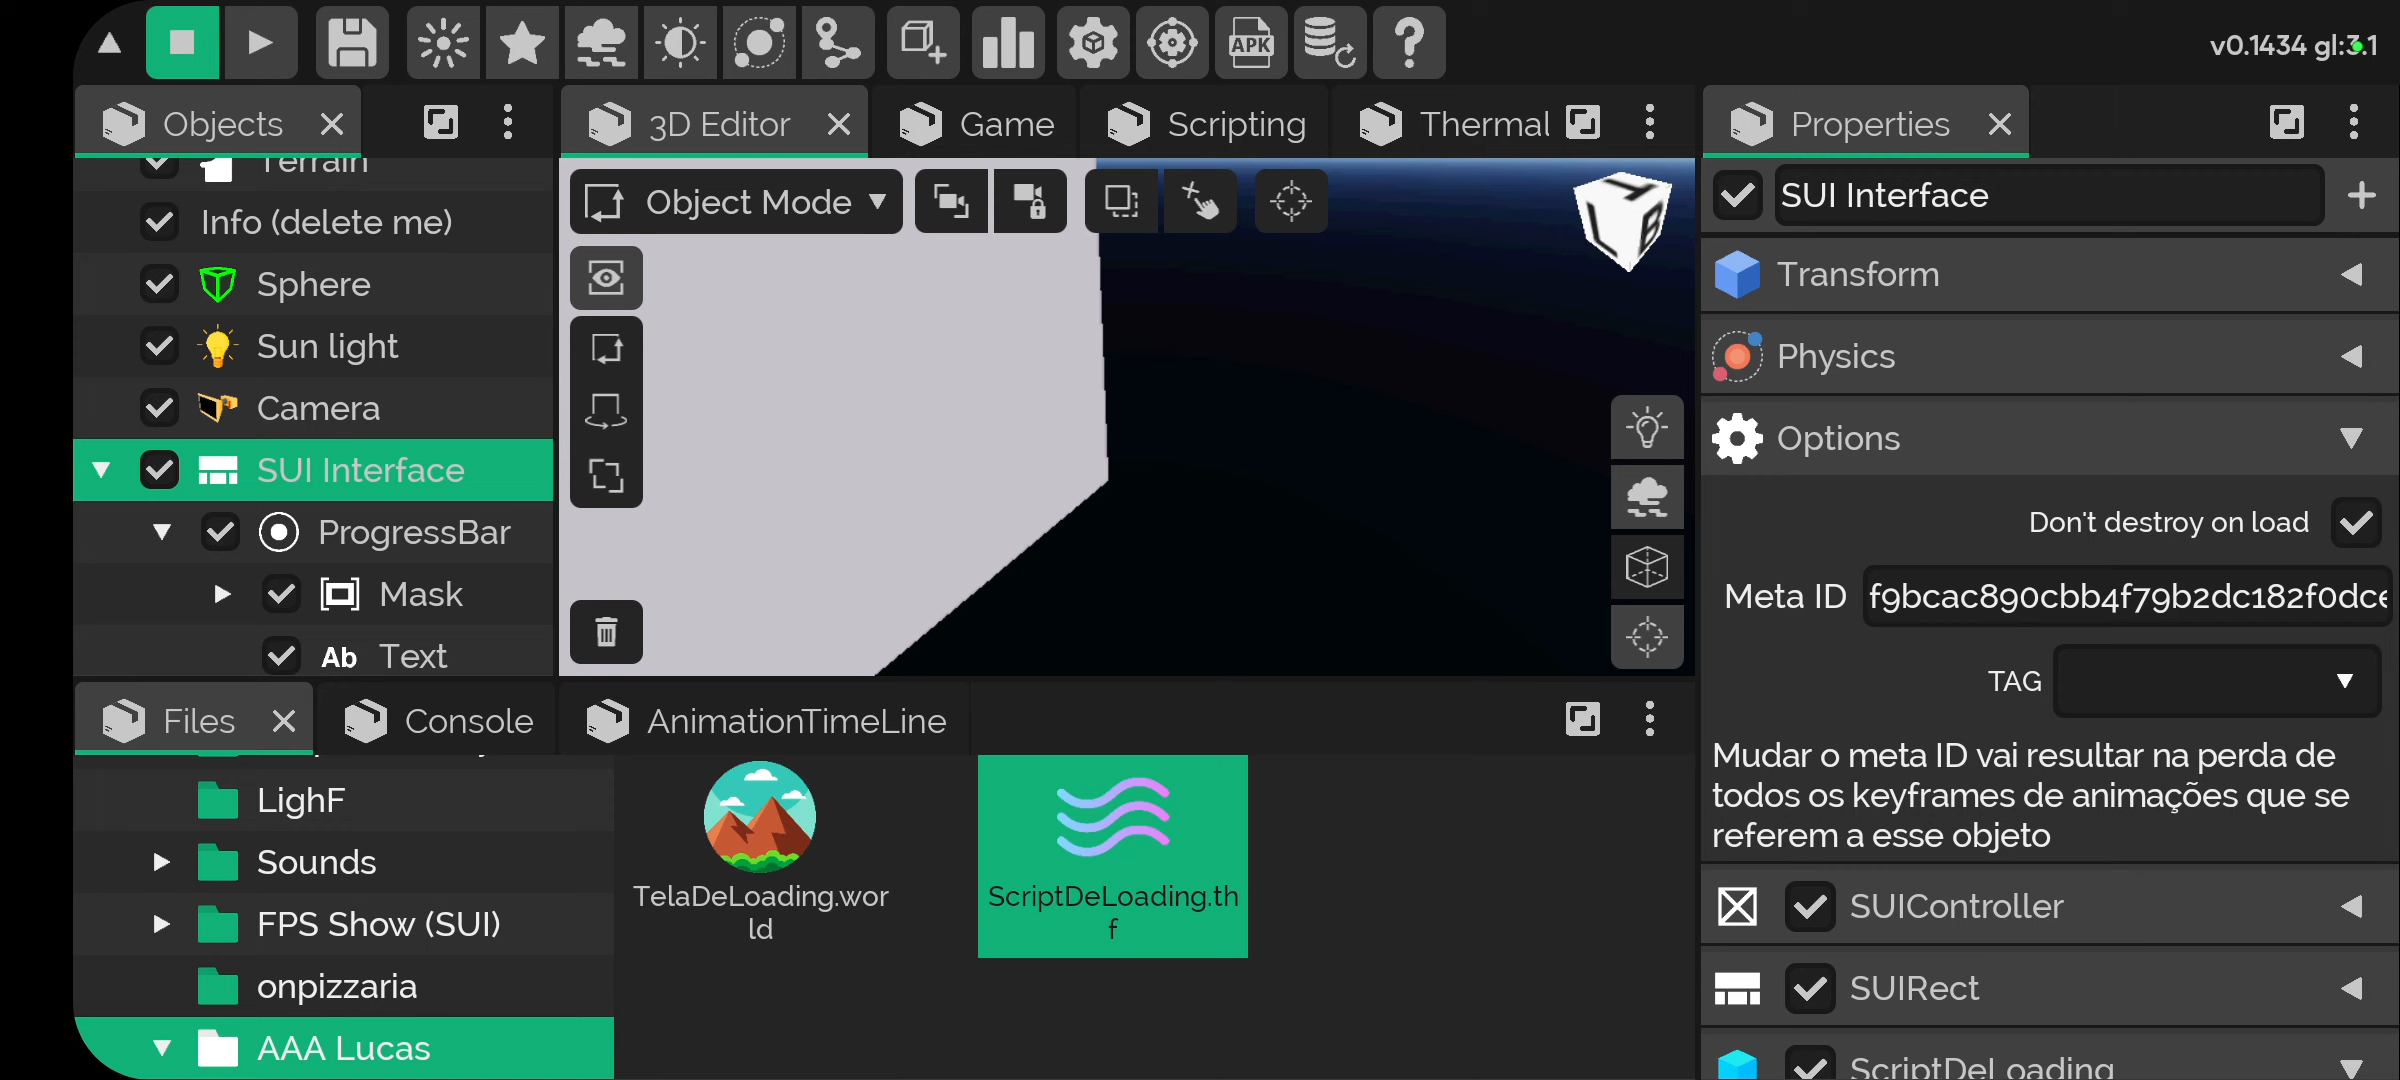 APK
v0.1434 gl:3.1
Objects
3D Editor
Game
Scripting
Thermal
Properties
Terrain
Info (delete me)
Sphere
Sun light
Camera
SUI Interface
ProgressBar
Mask
Ab Text
Object Mode
L B
SUI Interface
Transform
Physics
Options
Don't destroy on load
Meta ID f9bcac890cbb4f79b2dc182f0dce
TAG
Mudar o meta ID vai resultar na perda de
todos os keyframes de animações que se
referem a esse objeto
SUIController
SUIRect
ScriptDeLoading
Files
Console
AnimationTimeLine
LighF
Sounds
FPS Show (SUI)
onpizzaria
AAA Lucas
TelaDeLoading.wor
ld
ScriptDeLoading.th
f